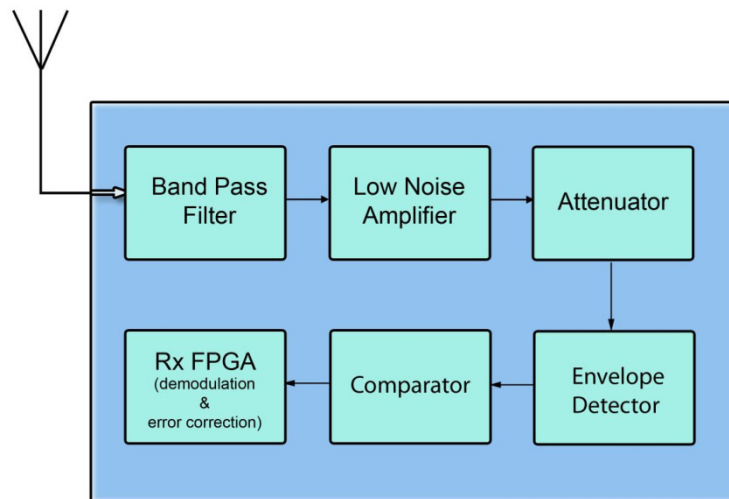 Band Pass
Filter
Low Noise
Amplifier
Attenuator
Rx FPGA
(demodulation
&
error correction)
Comparator
Envelope
Detector